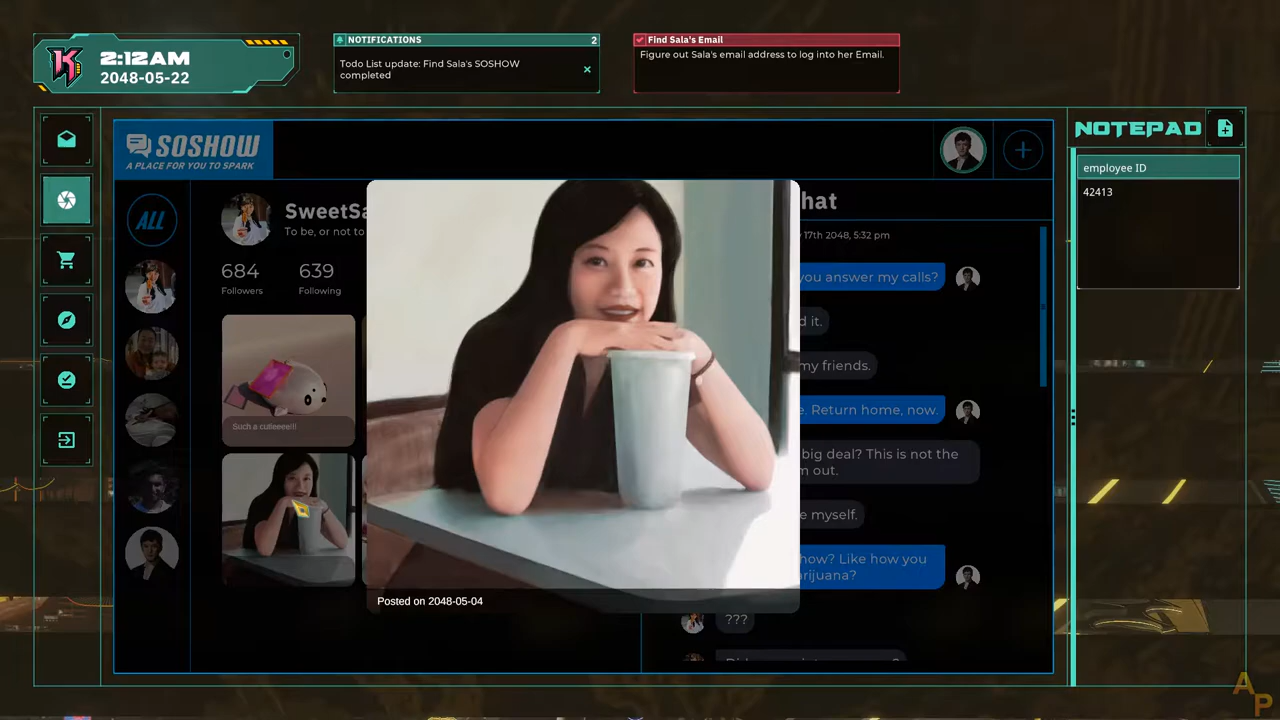 2:12AM
2048-05-22
NOTIFICATIONS 2
Todo List update: Find Sala's SOSHOW
completed
Find Sala's Email
Figure out Sala's email address to log into her Email.
SOSHOW
A PLACE FOR YOU TO SPARK
NOTEPAD
employee ID
42413
ALL
To be, or not to
684
Followers
639
Following
Such a cutieeee!!!
Posted on 2048-05-04
17th 2048, 5:32 pm
you answer my calls?
d it.
my friends.
Return home, now.
big deal? This is not the
out.
myself.
how? Like how you
???
AP